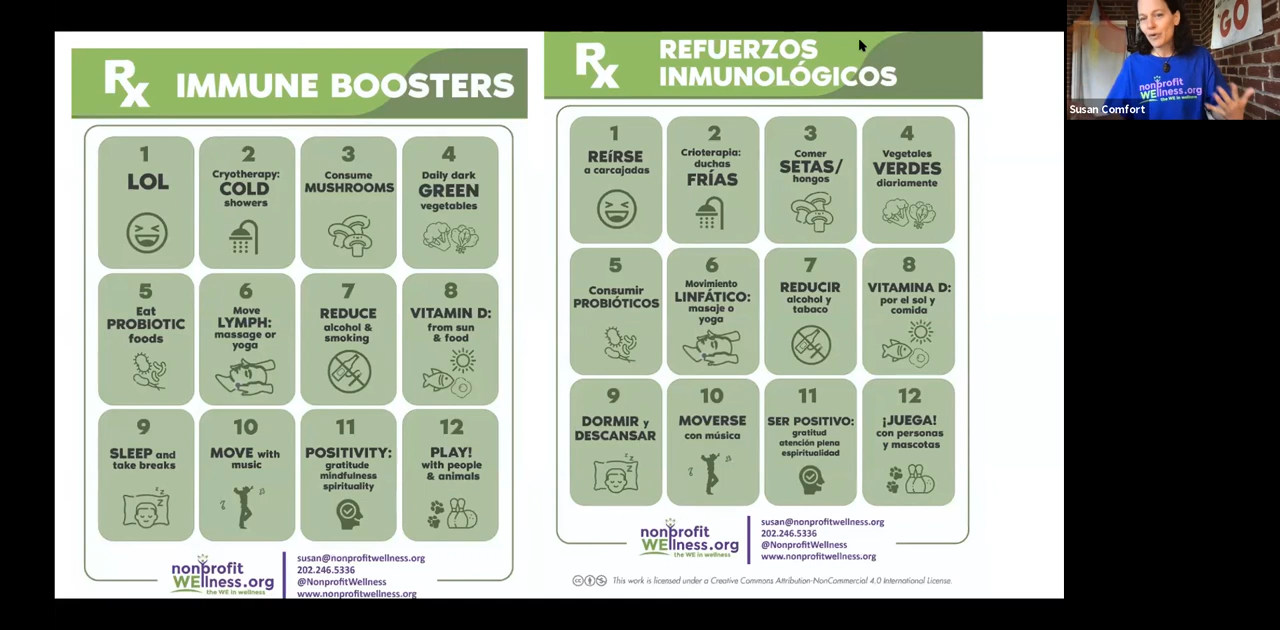 Rx IMMUNE BOOSTERS
1
LOL
2
Cryotherapy:
COLD
showers
3
Consume
MUSHROOMS
4
Daily dark
GREEN
vegetables
5
Eat
PROBIOTIC
foods
6
Move
LYMPH:
massage or
yoga
7
REDUCE
alcohol &
smoking
8
VITAMIN D:
from sun
& food
9
SLEEP and
take breaks
10
MOVE with
music
11
POSITIVITY:
gratitude
mindfulness
spirituality
12
PLAY!
with people
& animals
nonprofit
WEllness.org
the WE in wellness
susan@nonprofitwellness.org
202.246.5336
@NonprofitWellness
www.nonprofitwellness.org
Rx REFUERZOS
INMUNOLÓGICOS
1
REíRSE
a carcajadas
2
Crioterapia:
duchas
FRÍAS
3
Comer
SETAS/
hongos
4
Vegetales
VERDES
diariamente
5
Consumir
PROBIÓTICOS
6
Movimiento
LINFÁTICO:
masaje o
yoga
7
REDUCIR
alcohol y
tabaco
8
VITAMINA D:
por el sol y
comida
9
DORMIR y
DESCANSAR
10
MOVERSE
con música
11
SER POSITIVO:
gratitud
atención plena
espiritualidad
12
¡JUEGA!
con personas
y mascotas
nonprofit
WEllness.org
the WE in wellness
susan@nonprofitwellness.org
202.246.5336
@NonprofitWellness
www.nonprofitwellness.org
This work is licensed under a Creative Commons Attribution-NonCommercial 4.0 International License.
GO
nonprofit
WEllness.org
the WE in wellness
Susan Comfort